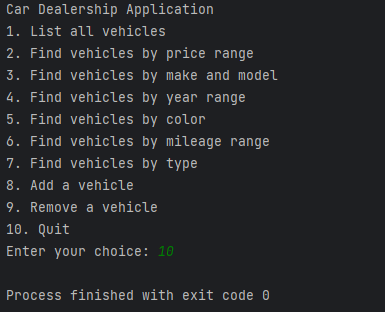 Car Dealership Application
1. List all vehicles
2. Find vehicles by price range
3. Find vehicles by make and model
4. Find vehicles by year range
5. Find vehicles by color
6. Find vehicles by mileage range
7. Find vehicles by type
8. Add a vehicle
9. Remove a vehicle
10. Quit
Enter your choice: 10
Process finished with exit code 0